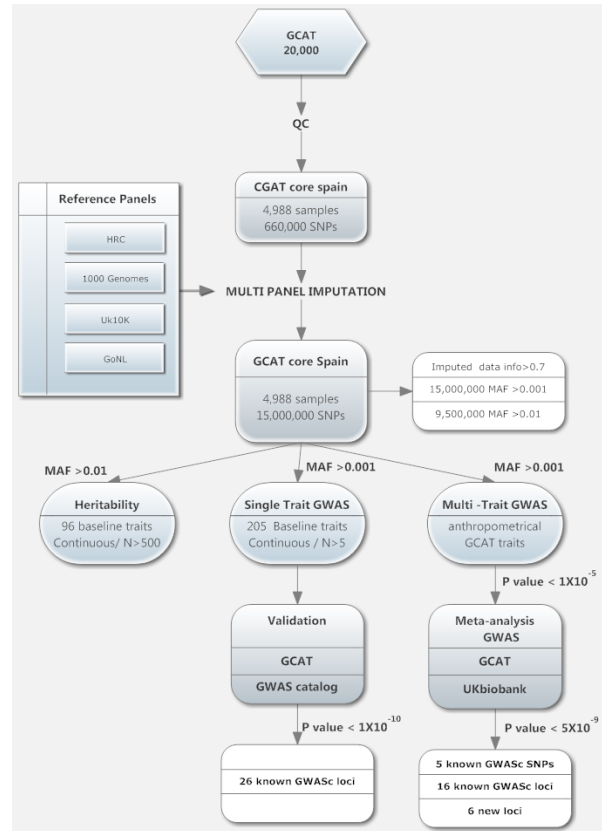 GCAT
20,000
QC
CGAT core spain
4,988 samples
660,000 SNPs
Reference Panels
HRC
1000 Genomes
Uk10K
GoNL
MULTI PANEL IMPUTATION
GCAT core Spain
4,988 samples
15,000,000 SNPs
Imputed data info>0.7
15,000,000 MAF >0.001
9,500,000 MAF >0.01
MAF >0.01
MAF >0.001
MAF >0.001
Heritability
96 baseline traits
Continuous/ N>500
Single Trait GWAS
205 Baseline traits
Continuous / N>5
Multi -Trait GWAS
anthropometrical
GCAT traits
P value < 1X10-5
Validation
GCAT
GWAS catalog
Meta-analysis
GWAS
GCAT
UKbiobank
P value < 1X10-10
P value < 5X10-9
26 known GWASc loci
5 known GWASc SNPs
16 known GWASc loci
6 new loci